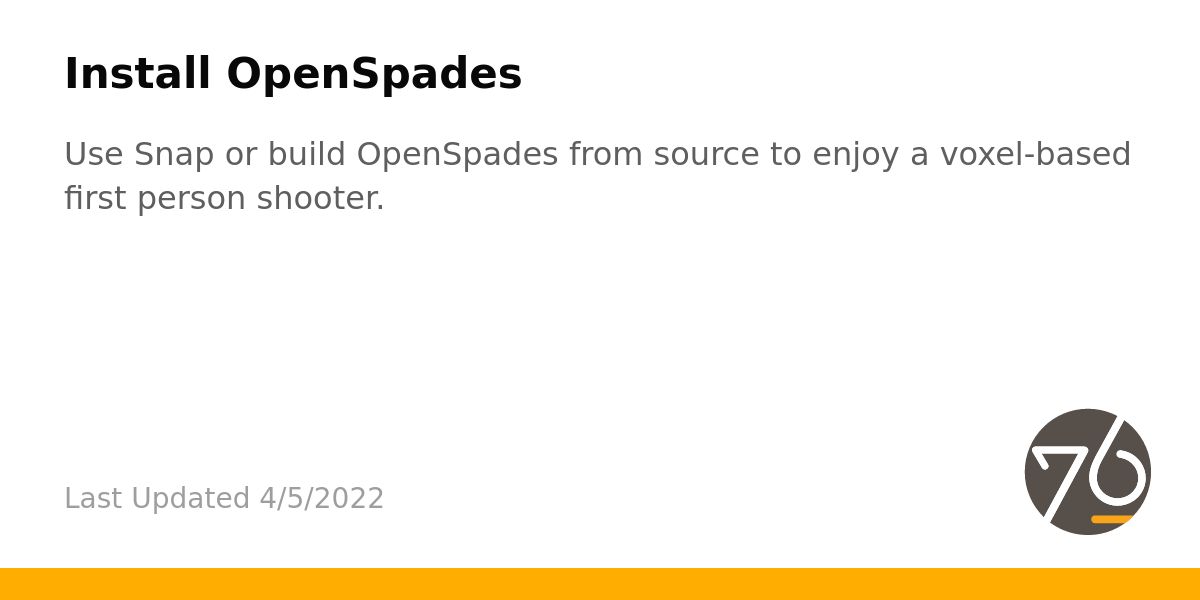 Install OpenSpades
Use Snap or build OpenSpades from source to enjoy a voxel-based
first person shooter.
Last Updated 4/5/2022
76